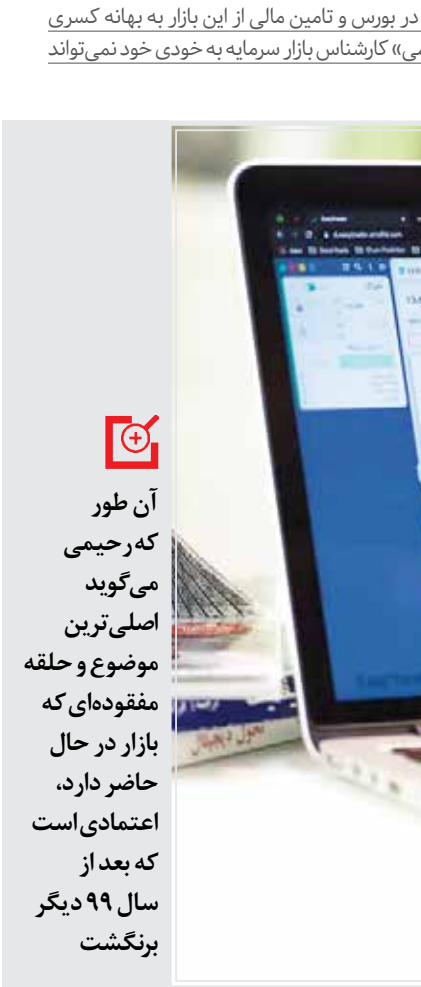 در بورس و تامین مالی از این بازار به بهانه کسری
می» کارشناس بازار سرمایه به خودی خود نمی‌تواند
آن طور
که رحیمی
می‌گوید
اصلی‌ترین
موضوع و حلقه
مفقوده‌ای که
بازار در حال
حاضر دارد،
اعتمادی است
که بعد از
سال ۹۹ دیگر
برنگشت
تحول دیجیتال